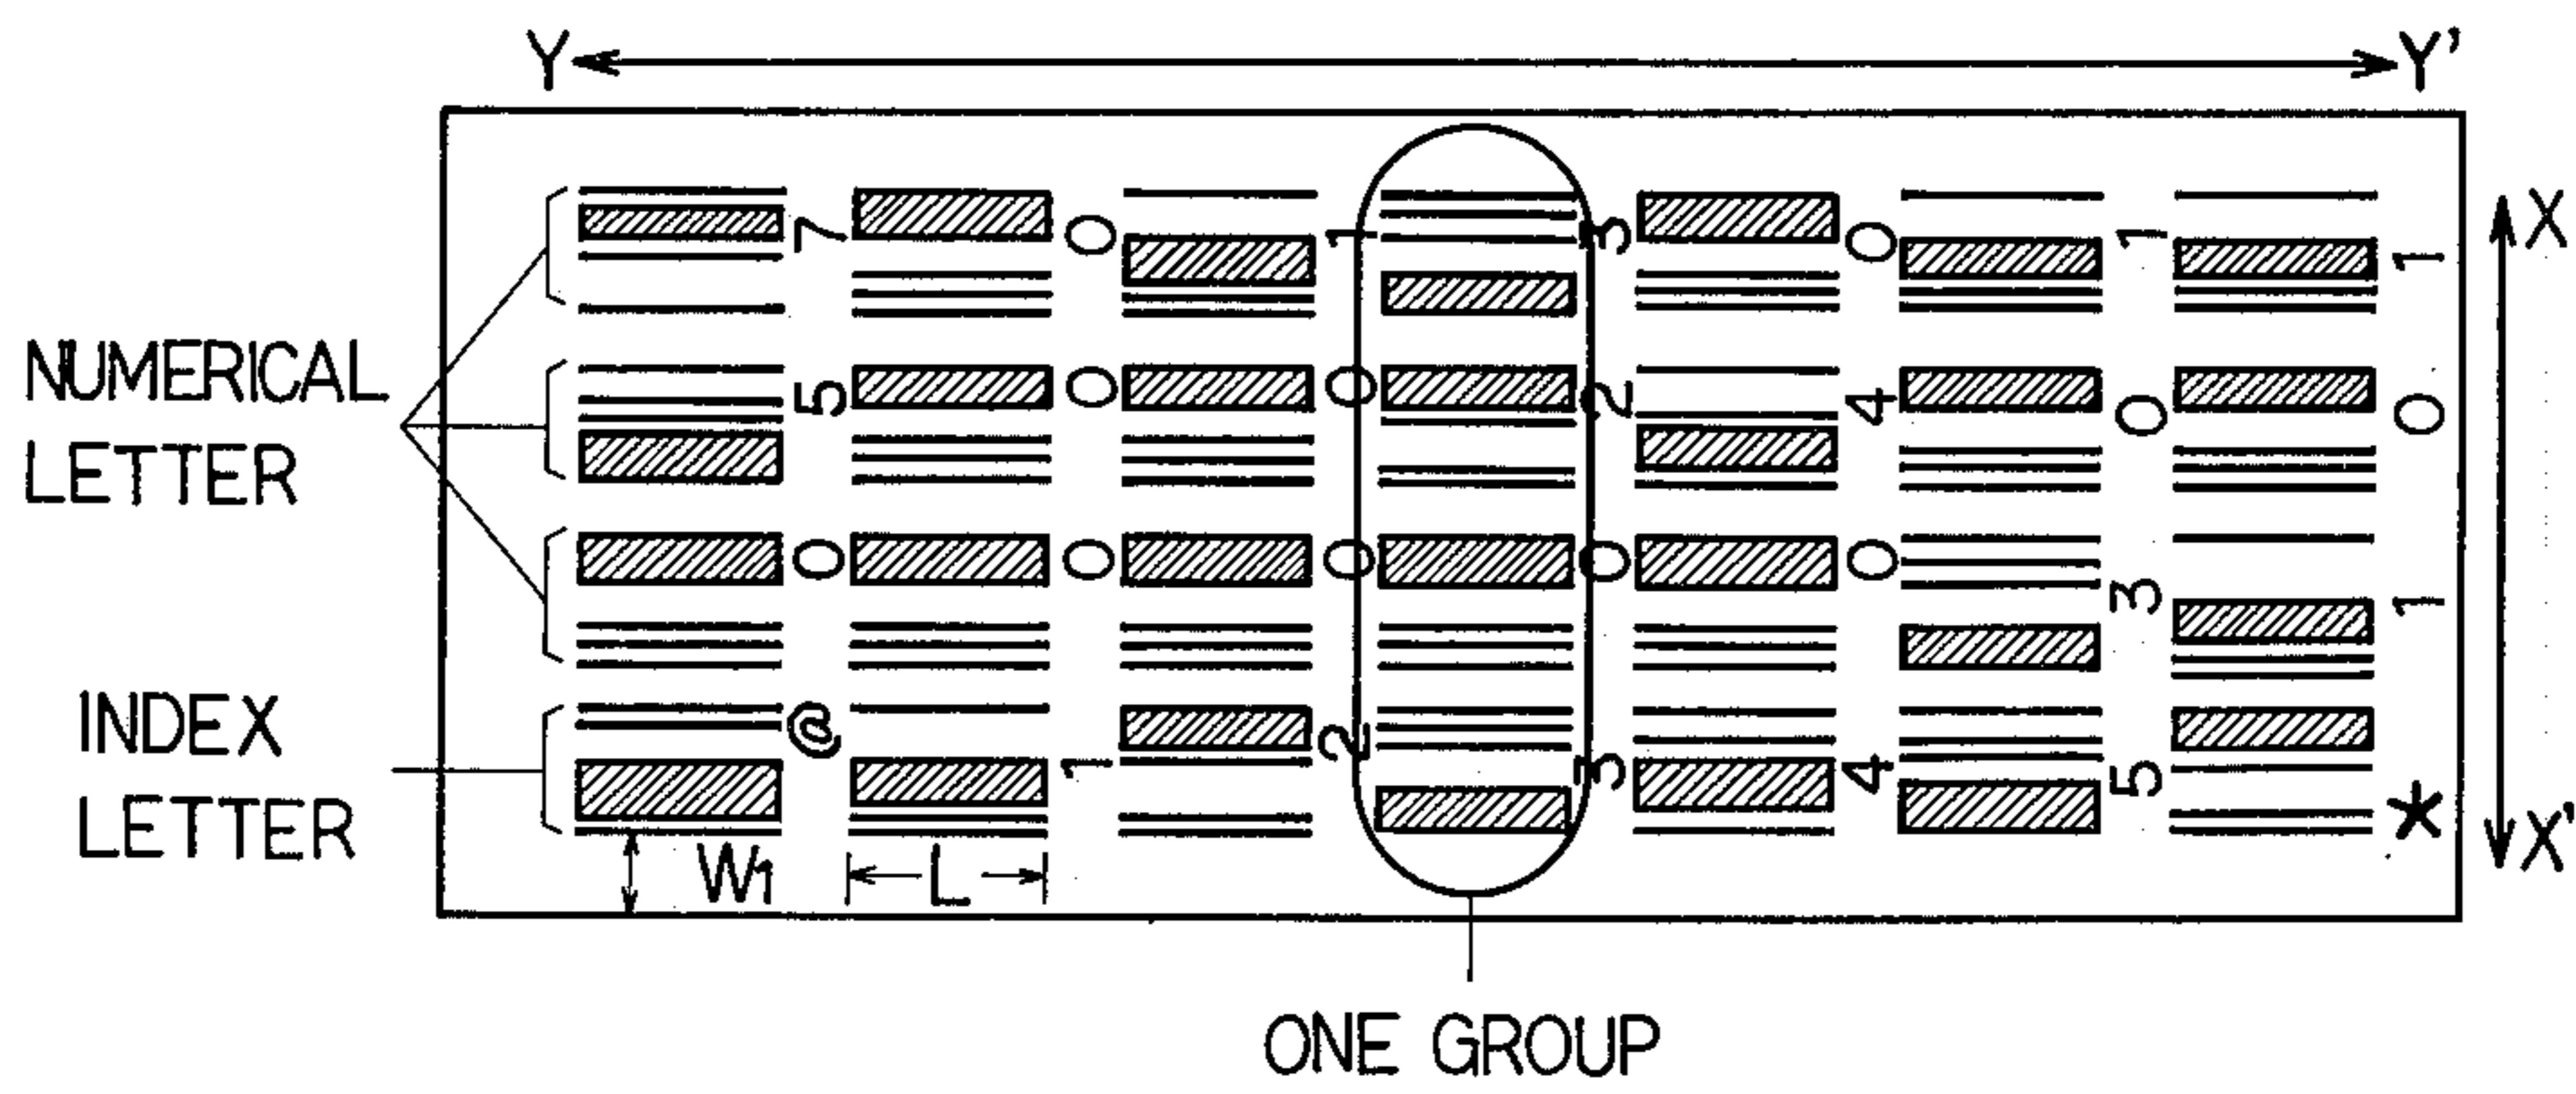 Y Y'
7 0 1 3 0 1 1
X
NUMERICAL
LETTER
5 0 0 2 4 0 0
0 0 0 0 0 3 1
INDEX
LETTER
@ 1 2 3 4 5 *
X'
W1 L
ONE GROUP